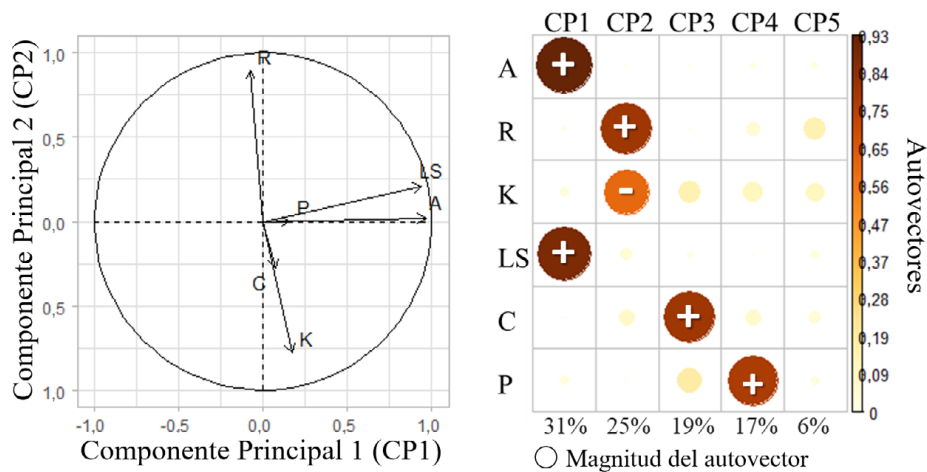 Componente Principal 2 (CP2)
1,0
0,5
0,0
0,5
1,0
R
LS
P
A
C
K
-1,0
-0,5
0,0
0,5
1,0
Componente Principal 1 (CP1)
CP1 CP2 CP3 CP4 CP5
A
R
K
LS
C
P
+
+
-
+
+
+
31% 25% 19% 17% 6%
Magnitud del autovector
0,93
0,84
0,75
0,65
0,56
0,47
0,37
0,28
0,19
0,09
0
Autovectores